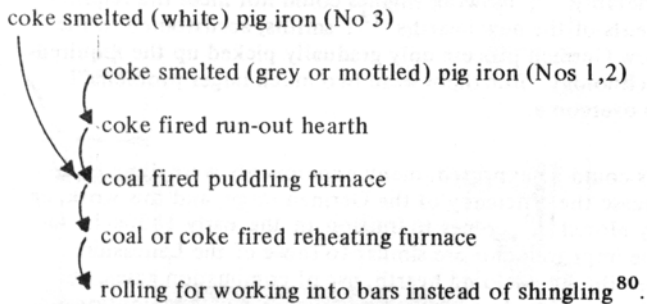 coke smelted (white) pig iron (No 3)
coke smelted (grey or mottled) pig iron (Nos 1,2)
coke fired run-out hearth
coal fired puddling furnace
coal or coke fired reheating furnace
rolling for working into bars instead of shingling⁸⁰.